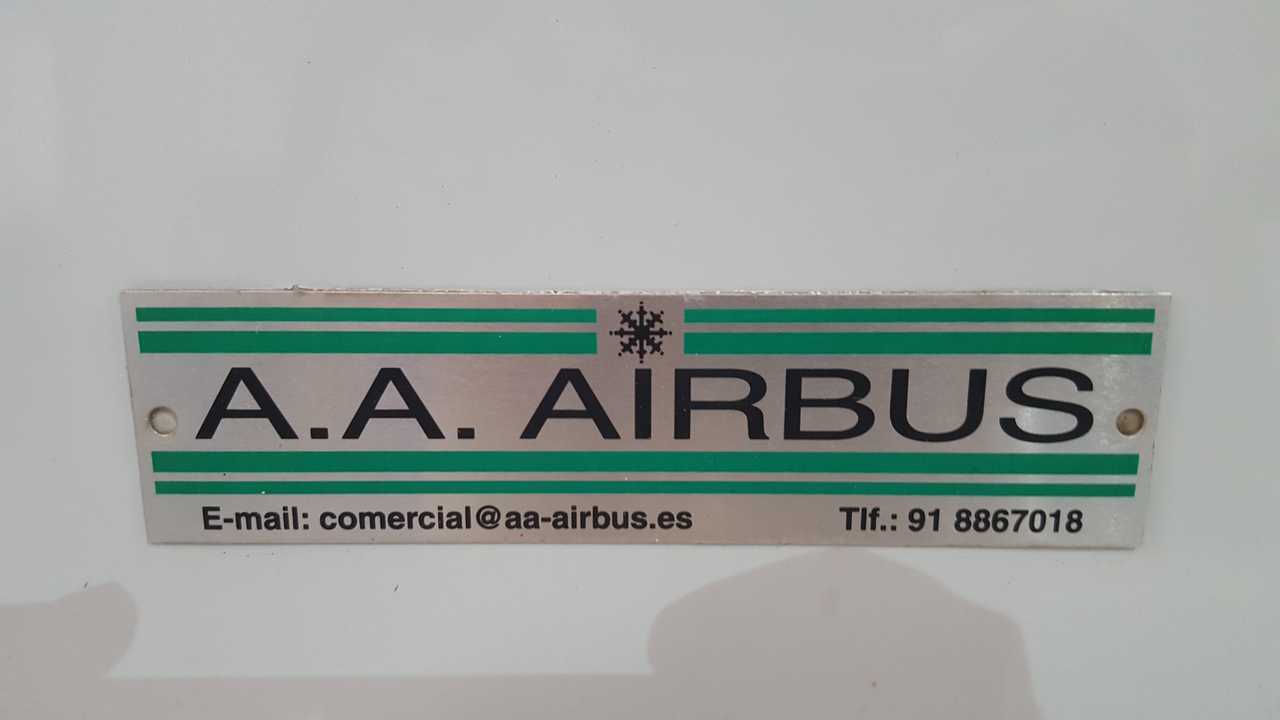 A.A. AIRBUS
E-mail: comercial@aa-airbus.es Tlf.: 91 8867018